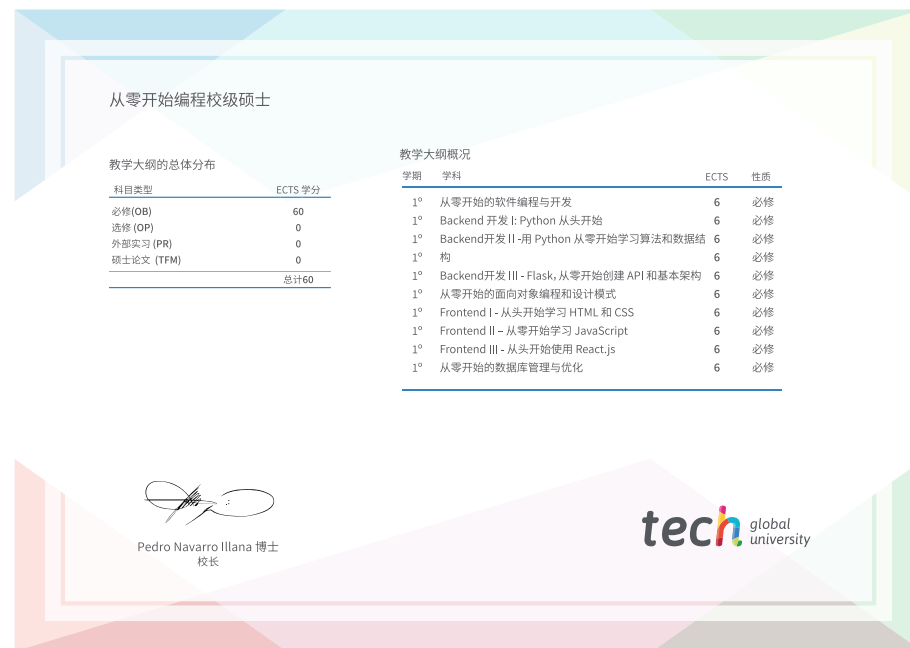 从零开始编程校级硕士
教学大纲的总体分布
科目类型 ECTS 学分
必修(OB) 60
选修 (OP) 0
外部实习 (PR) 0
硕士论文 (TFM) 0
总计60
教学大纲概况
学期 学科 ECTS 性质
1º 从零开始的软件编程与开发 6 必修
1º Backend 开发 I: Python 从头开始 6 必修
1º Backend开发 II -用 Python 从零开始学习算法和数据结 6 必修
1º 构 6 必修
1º Backend开发 III - Flask, 从零开始创建 API 和基本架构 6 必修
1º 从零开始的面向对象编程和设计模式 6 必修
1º Frontend I - 从头开始学习 HTML 和 CSS 6 必修
1º Frontend II – 从零开始学习 JavaScript 6 必修
1º Frontend III - 从头开始使用 React.js 6 必修
1º 从零开始的数据库管理与优化 6 必修
Pedro Navarro Illana 博士
校长
tech global
university